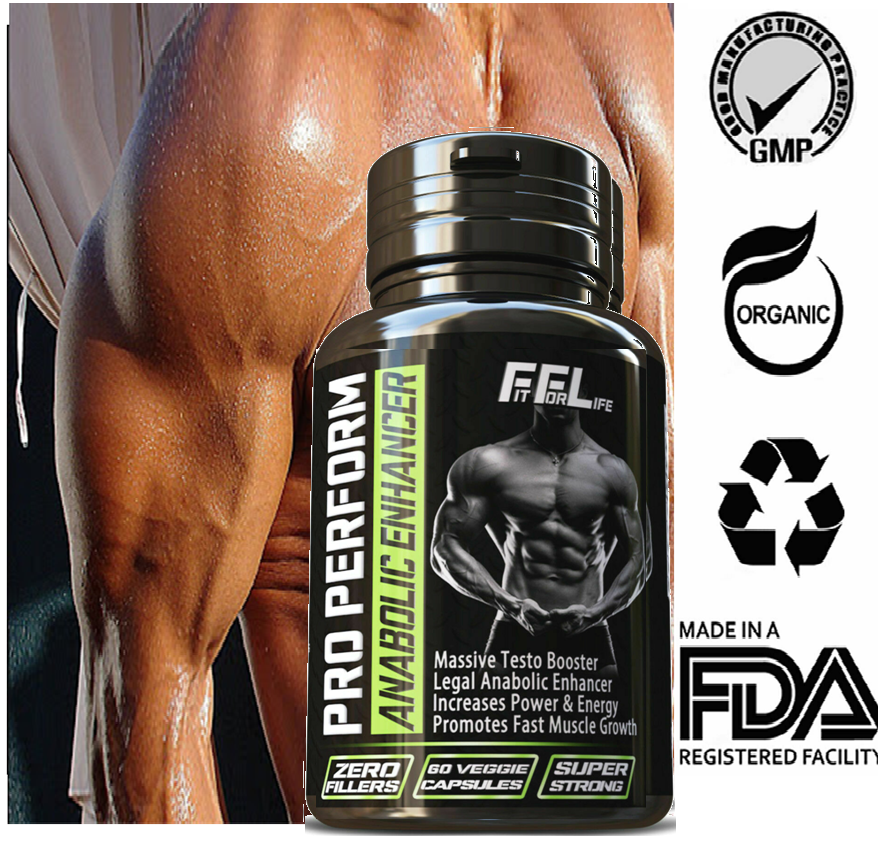 GOOD MANUFACTURING PRACTICE
GMP
ORGANIC
MADE IN A
FDA
REGISTERED FACILITY
FIT FOR LIFE
PRO PERFORM
ANABOLIC ENHANCER
Massive Testo Booster
Legal Anabolic Enhancer
Increases Power & Energy
Promotes Fast Muscle Growth
ZERO
FILLERS
60 VEGGIE
CAPSULES
SUPER
STRONG